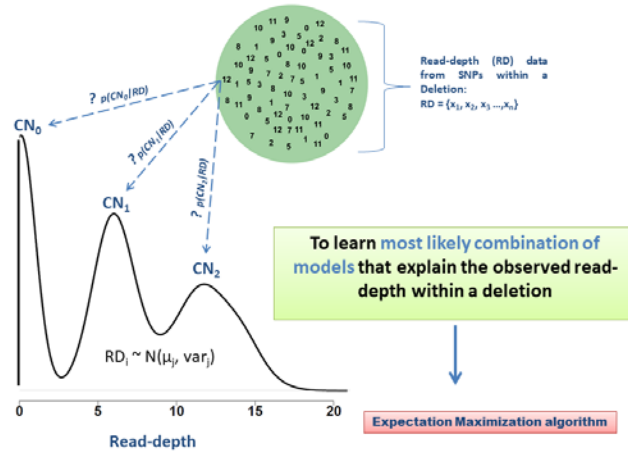 Read-depth (RD) data
from SNPs within a
Deletion:
RD = {x₁, x₂, x₃ ...,xₙ}
? p(CN₀|RD)
? p(CN₁|RD)
? p(CN₂|RD)
CN₀
CN₁
CN₂
To learn most likely combination of
models that explain the observed read-
depth within a deletion
RDᵢ ~ N(μⱼ, varⱼ)
0 5 10 15 20
Read-depth
Expectation Maximization algorithm